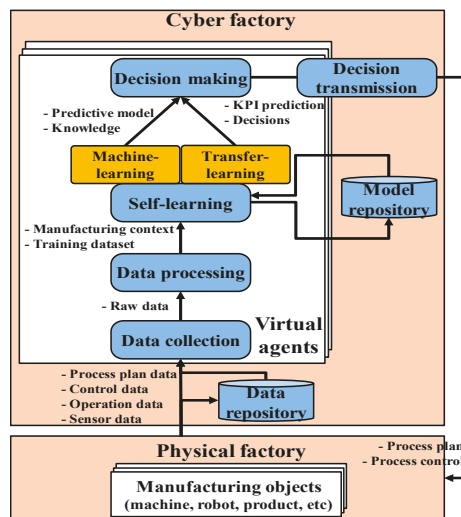 Cyber factory
Decision making
Decision
transmission
- Predictive model
- Knowledge
- KPI prediction
- Decisions
Machine-
learning
Transfer-
learning
Self-learning
Model
repository
- Manufacturing context
- Training dataset
Data processing
- Raw data
Virtual
agents
Data collection
- Process plan data
- Control data
- Operation data
- Sensor data
Data
repository
Physical factory
- Process plan
- Process control
Manufacturing objects
(machine, robot, product, etc)